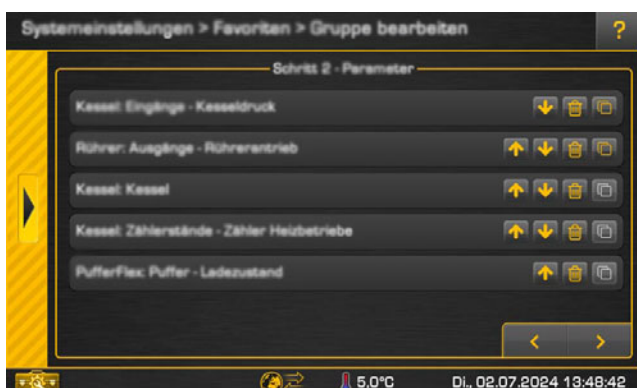 Systemeinstellungen > Favoriten > Gruppe bearbeiten ?
Schritt 2 - Parameter
Kessel: Eingänge - Kesseldruck
Rührer: Ausgänge - Rührerantrieb
Kessel: Kessel
Kessel: Zählerstände - Zähler Heizbetriebe
PufferFlex: Puffer - Ladezustand
< >
5,0°C Di., 02.07.2024 13:48:42